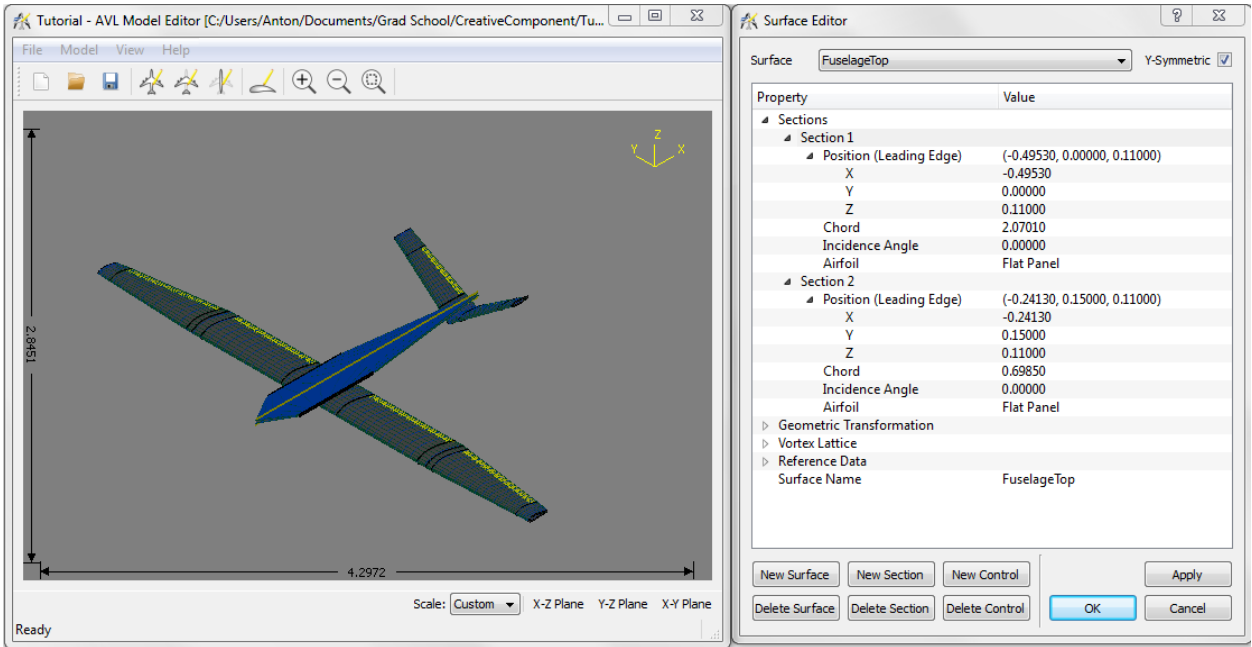 Tutorial - AVL Model Editor [C:/Users/Anton/Documents/Grad School/CreativeComponent/Tu...
File Model View Help
Z
Y X
2.8451
4.2972
Scale: Custom X-Z Plane Y-Z Plane X-Y Plane
Ready
Surface Editor
Surface FuselageTop Y-Symmetric
Property Value
Sections
Section 1
Position (Leading Edge) (-0.49530, 0.00000, 0.11000)
X -0.49530
Y 0.00000
Z 0.11000
Chord 2.07010
Incidence Angle 0.00000
Airfoil Flat Panel
Section 2
Position (Leading Edge) (-0.24130, 0.15000, 0.11000)
X -0.24130
Y 0.15000
Z 0.11000
Chord 0.69850
Incidence Angle 0.00000
Airfoil Flat Panel
Geometric Transformation
Vortex Lattice
Reference Data
Surface Name FuselageTop
New Surface New Section New Control Apply
Delete Surface Delete Section Delete Control OK Cancel